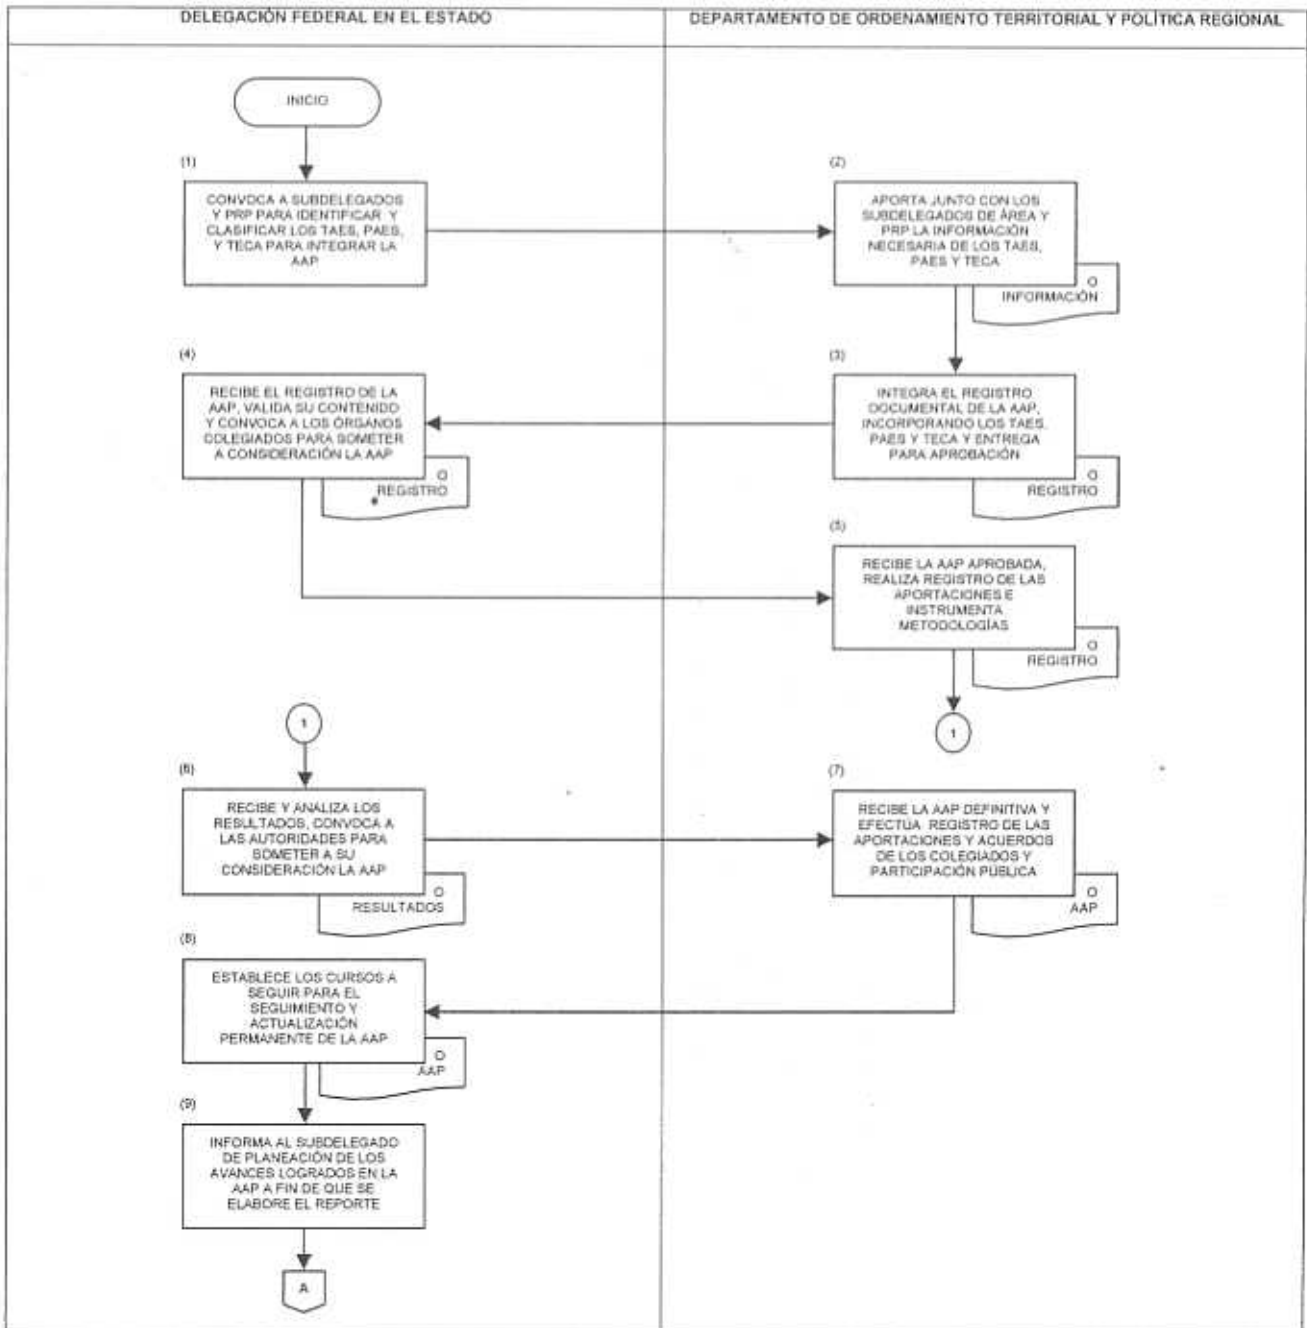 DELEGACIÓN FEDERAL EN EL ESTADO
DEPARTAMENTO DE ORDENAMIENTO TERRITORIAL Y POLÍTICA REGIONAL
INICIO
(1)
CONVOCA A SUBDELEGADOS
Y PRP PARA IDENTIFICAR Y
CLASIFICAR LOS TAES, PAES,
Y TECA PARA INTEGRAR LA
AAP
(2)
APORTA JUNTO CON LOS
SUBDELEGADOS DE ÁREA Y
PRP LA INFORMACIÓN
NECESARIA DE LOS TAES,
PAES Y TECA
O
INFORMACIÓN
(3)
INTEGRA EL REGISTRO
DOCUMENTAL DE LA AAP,
INCORPORANDO LOS TAES,
PAES Y TECA Y ENTREGA
PARA APROBACIÓN
O
REGISTRO
(4)
RECIBE EL REGISTRO DE LA
AAP, VALIDA SU CONTENIDO
Y CONVOCA A LOS ÓRGANOS
COLEGIADOS PARA SOMETER
A CONSIDERACIÓN LA AAP
O
REGISTRO
(5)
RECIBE LA AAP APROBADA,
REALIZA REGISTRO DE LAS
APORTACIONES E
INSTRUMENTA
METODOLOGÍAS
O
REGISTRO
1
1
(6)
RECIBE Y ANALIZA LOS
RESULTADOS, CONVOCA A
LAS AUTORIDADES PARA
SOMETER A SU
CONSIDERACIÓN LA AAP
O
RESULTADOS
(7)
RECIBE LA AAP DEFINITIVA Y
EFECTÚA REGISTRO DE LAS
APORTACIONES Y ACUERDOS
DE LOS COLEGIADOS Y
PARTICIPACIÓN PÚBLICA
O
AAP
(8)
ESTABLECE LOS CURSOS A
SEGUIR PARA EL
SEGUIMIENTO Y
ACTUALIZACIÓN
PERMANENTE DE LA AAP
O
AAP
(9)
INFORMA AL SUBDELEGADO
DE PLANEACIÓN DE LOS
AVANCES LOGRADOS EN LA
AAP A FIN DE QUE SE
ELABORE EL REPORTE
A